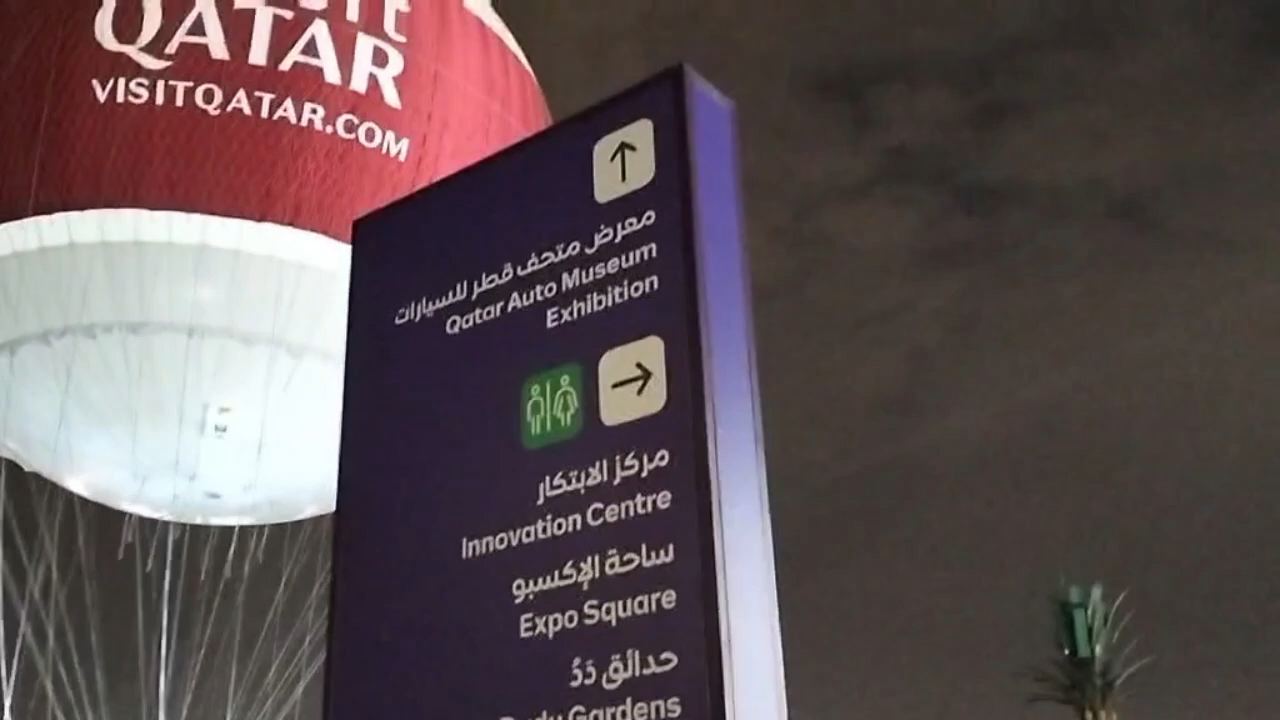 QATAR
VISITQATAR.COM
معرض متحف قطر للسيارات
Qatar Auto Museum
Exhibition
مركز الابتكار
Innovation Centre
ساحة الإكسبو
Expo Square
حدائق دَدُ
Gardens